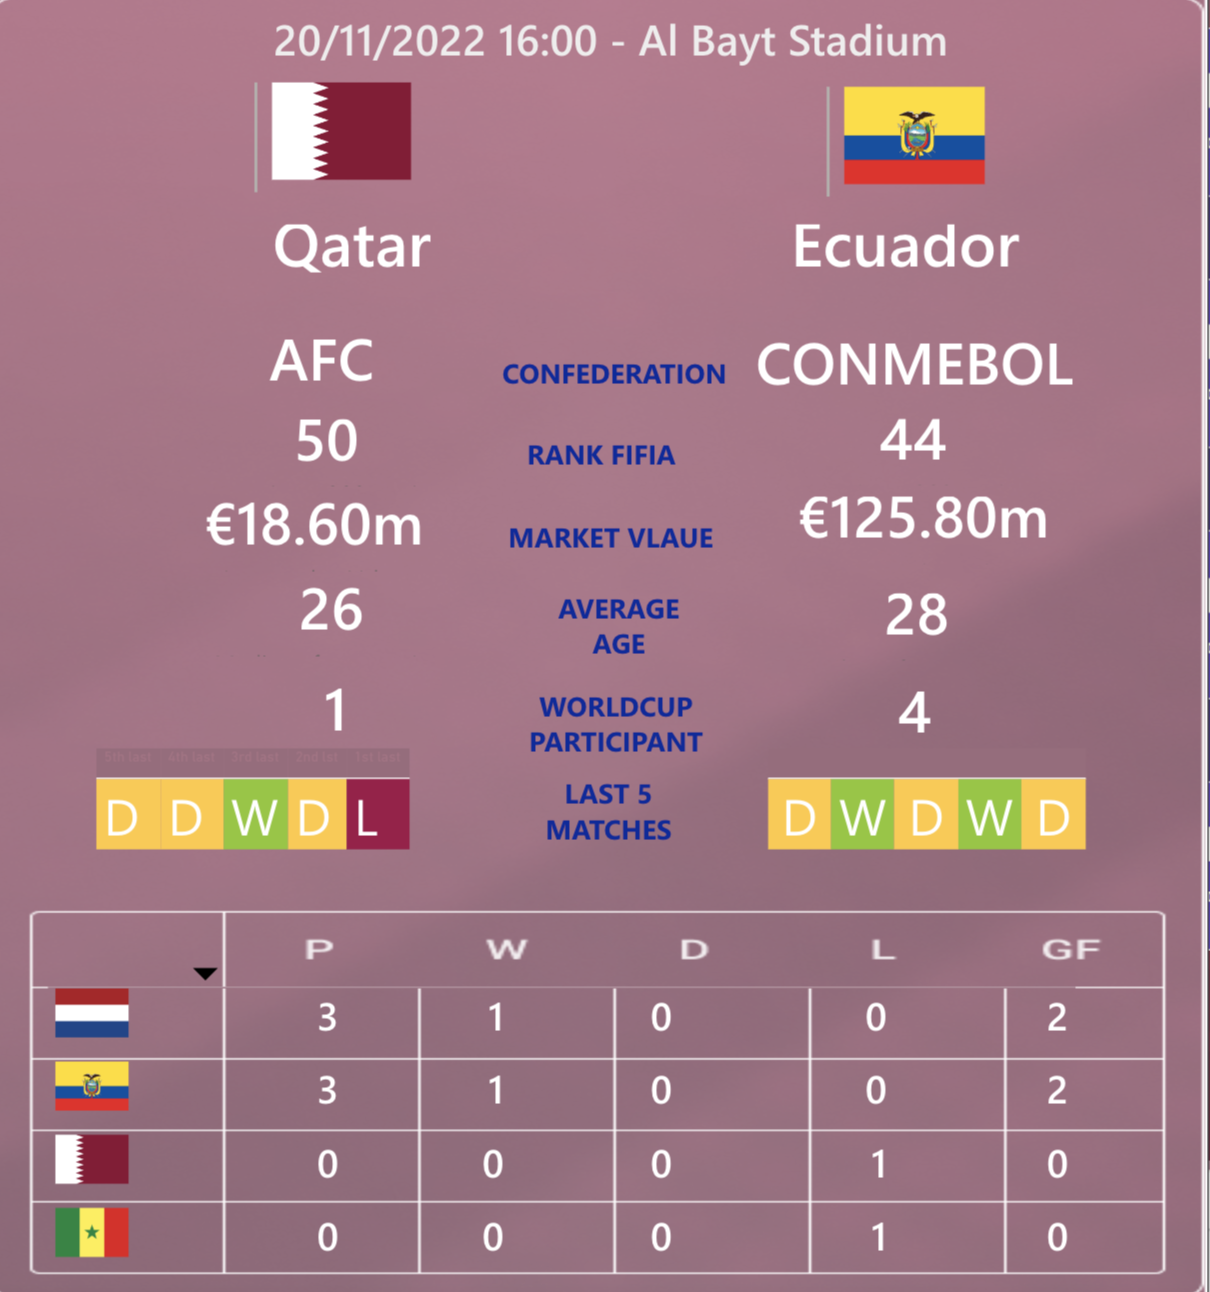 20/11/2022 16:00 - Al Bayt Stadium
Qatar Ecuador
AFC CONFEDERATION CONMEBOL
50 RANK FIFIA 44
€18.60m MARKET VLAUE €125.80m
26 AVERAGE AGE 28
1 WORLDCUP PARTICIPANT 4
5th last 4th last 3rd last 2nd lst 1st last
D D W D L LAST 5 MATCHES D W D W D
P W D L GF
3 1 0 0 2
3 1 0 0 2
0 0 0 1 0
0 0 0 1 0